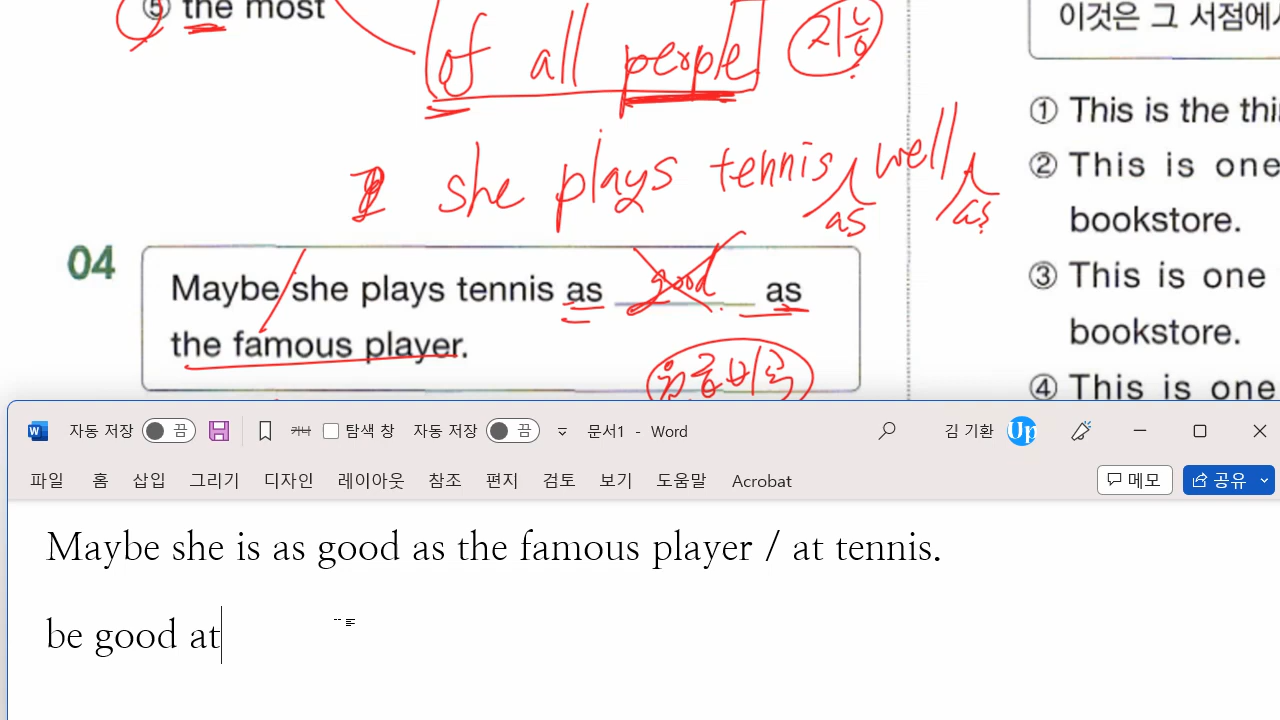 ⑤ the most
of all perple 지능
이것은 그 서점에서
she plays tennis as well as
04
Maybe she plays tennis as good as
the famous player.
원급비교
① This is the thi
② This is one
bookstore.
③ This is one
bookstore.
④ This is one
자동 저장 끔 가나 탐색 창 자동 저장 끔 문서1 - Word 김 기환 Up
파일 홈 삽입 그리기 디자인 레이아웃 참조 편지 검토 보기 도움말 Acrobat 메모 공유
Maybe she is as good as the famous player / at tennis.
be good at